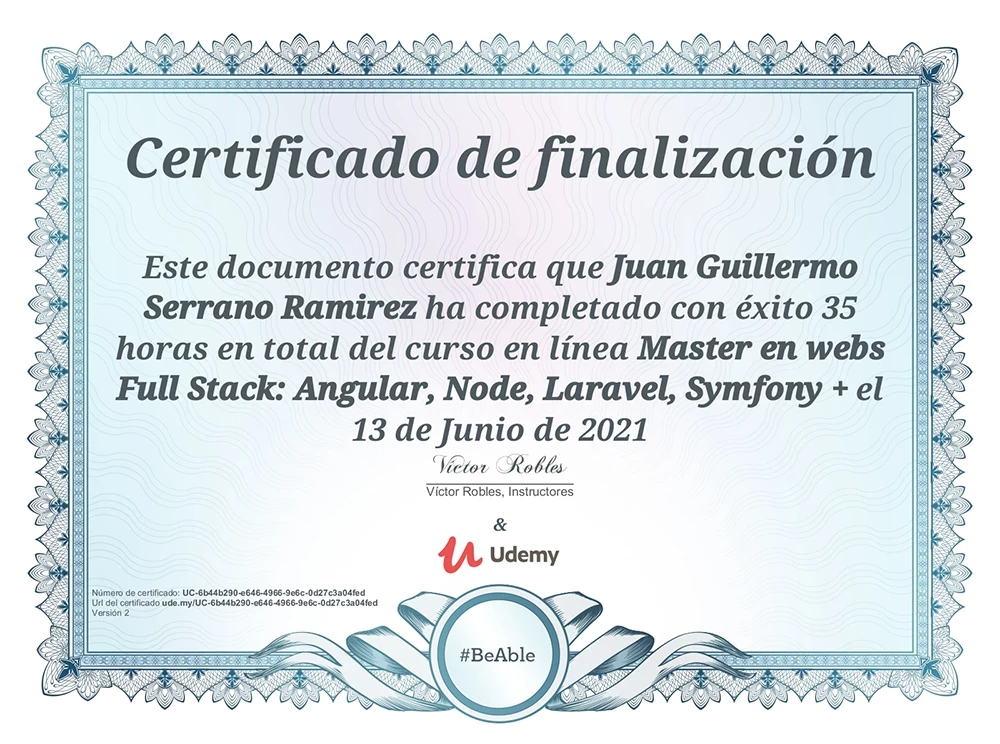 Certificado de finalización
Este documento certifica que Juan Guillermo
Serrano Ramirez ha completado con éxito 35
horas en total del curso en línea Master en webs
Full Stack: Angular, Node, Laravel, Symfony + el
13 de Junio de 2021
Víctor Robles
Víctor Robles, Instructores
&
Udemy
Número de certificado: UC-6b44b290-e646-4966-9e6c-0d27c3a04fed
Url del certificado ude.my/UC-6b44b290-e646-4966-9e6c-0d27c3a04fed
Versión 2
#BeAble